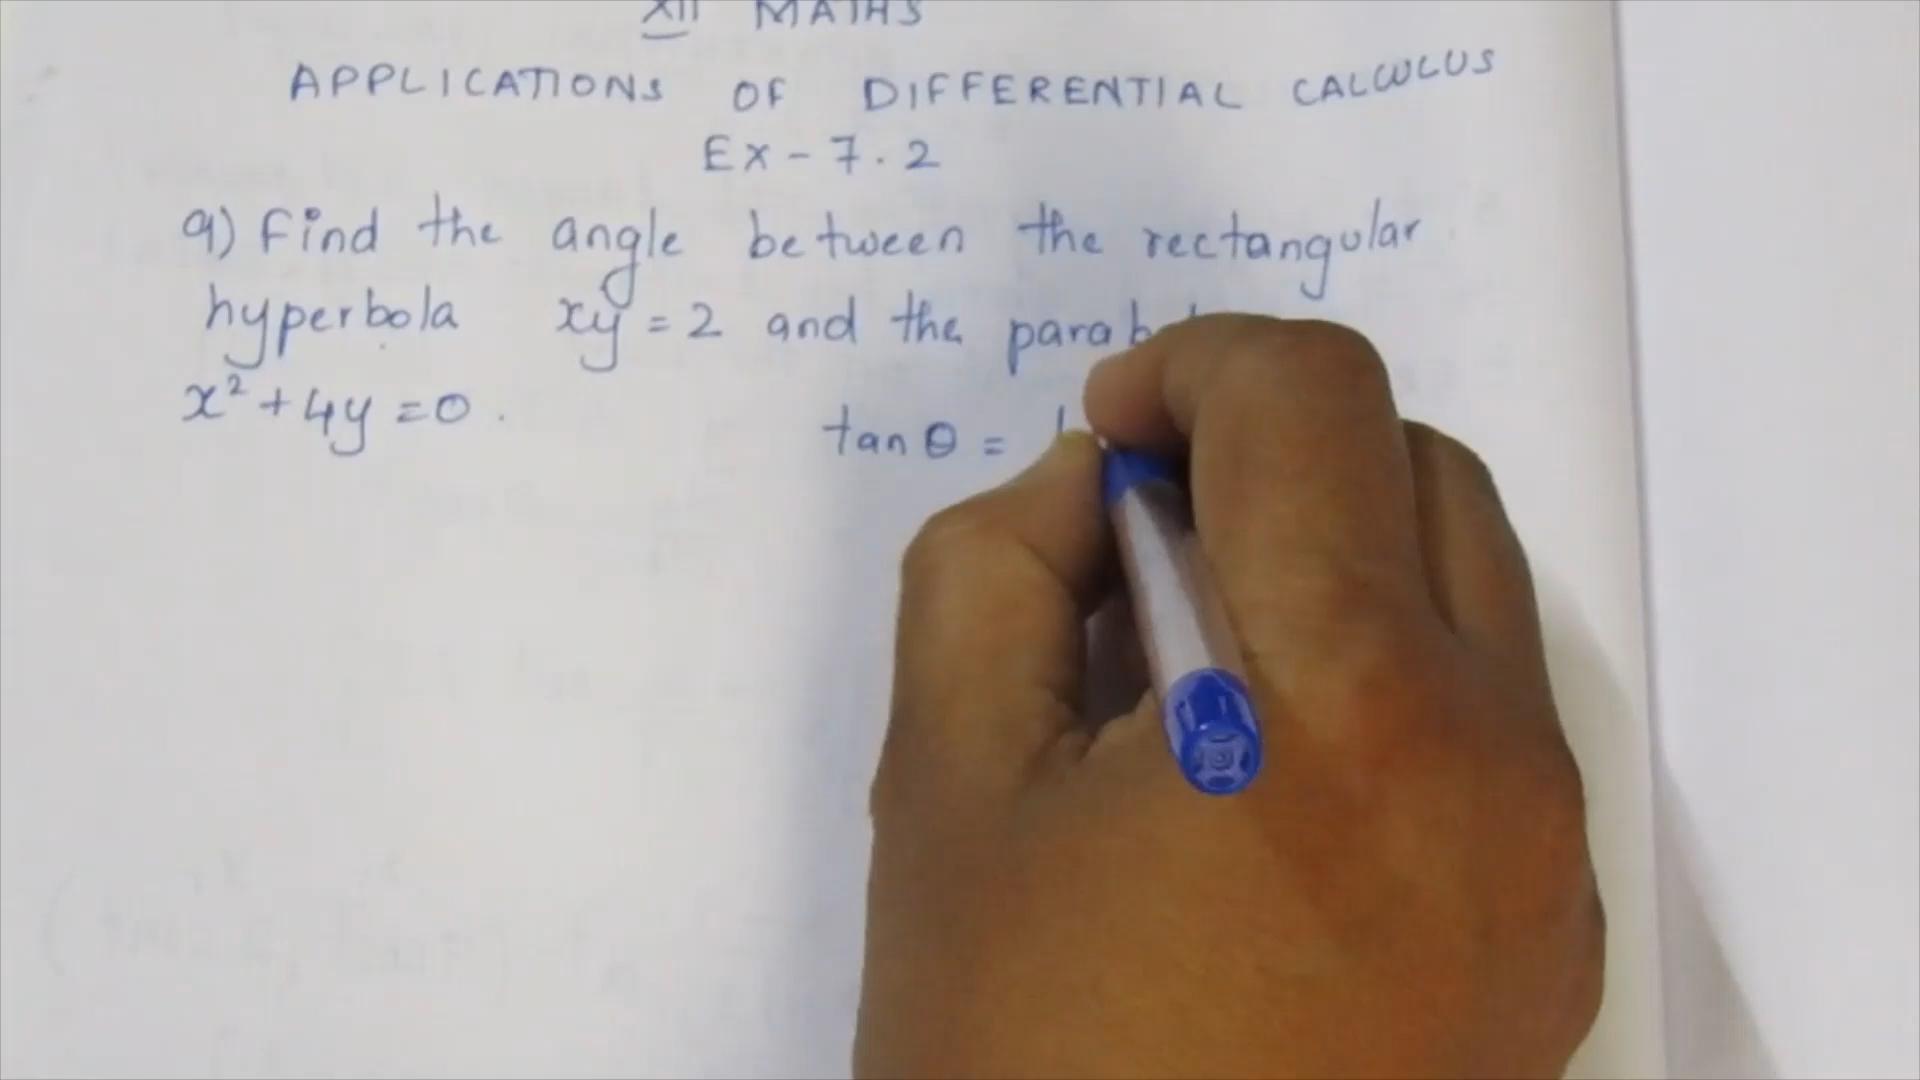 XII MATHS
APPLICATIONS OF DIFFERENTIAL CALCULUS
EX-7.2
9) Find the angle between the rectangular
hyperbola xy = 2 and the
x² + 4y = 0.
tan θ =